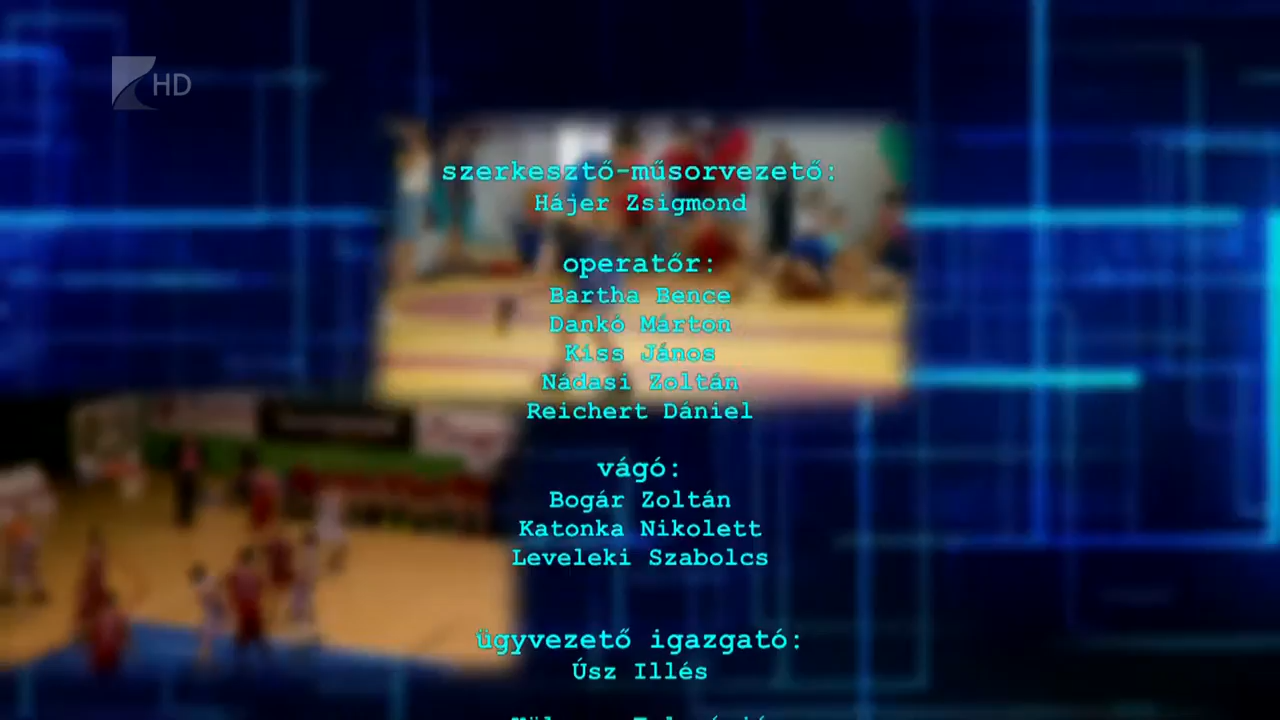 HD
szerkesztő-műsorvezető:
Hájer Zsigmond
operatőr:
Bartha Bence
Dankó Márton
Kiss János
Nádasi Zoltán
Reichert Dániel
vágó:
Bogár Zoltán
Katonka Nikolett
Leveleki Szabolcs
ügyvezető igazgató:
Úsz Illés